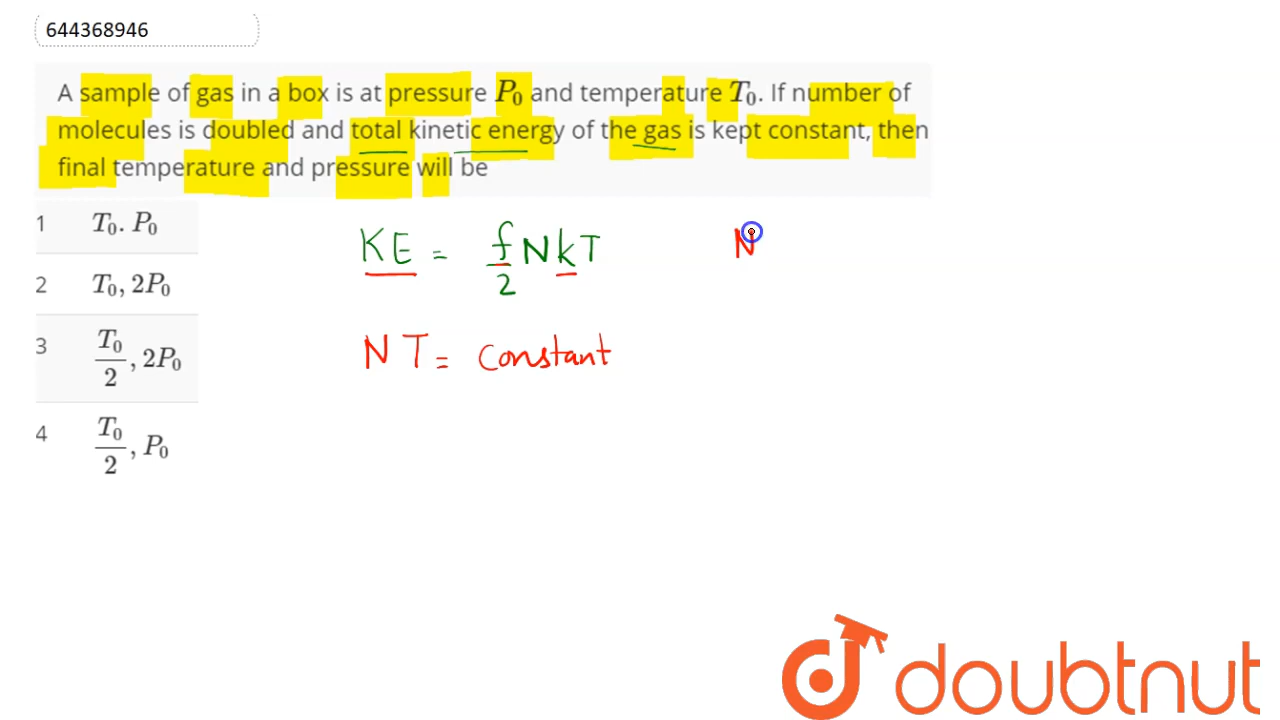 644368946
A sample of gas in a box is at pressure P₀ and temperature T₀. If number of
molecules is doubled and total kinetic energy of the gas is kept constant, then
final temperature and pressure will be
1 T₀. P₀
2 T₀, 2P₀
3 T₀/2, 2P₀
4 T₀/2, P₀
KE = f/2 NkT
N
NT = constant
doubtnut